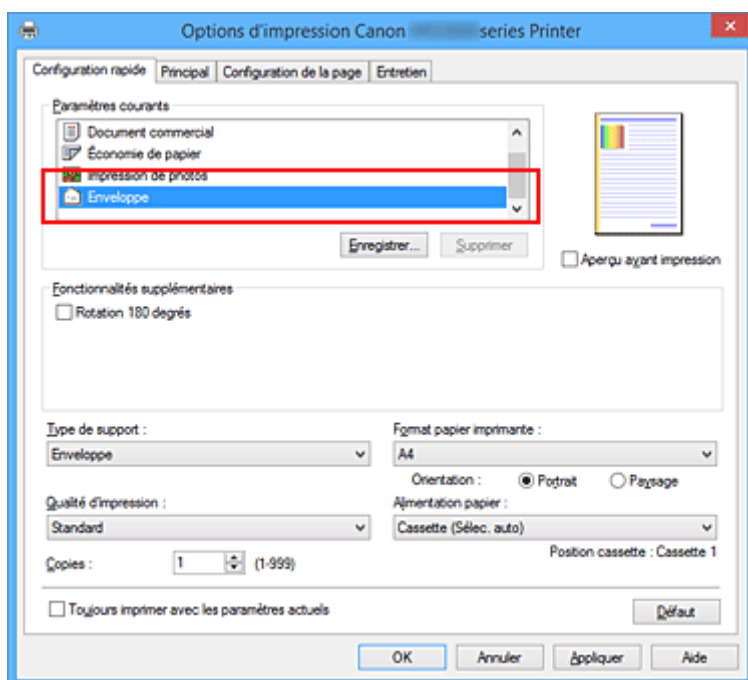 Options d'impression Canon series Printer
Configuration rapide Principal Configuration de la page Entretien
Paramètres courants
Document commercial
Économie de papier
Impression de photos
Enveloppe
Enregistrer... Supprimer
Aperçu avant impression
Fonctionnalités supplémentaires
Rotation 180 degrés
Type de support :
Enveloppe
Format papier imprimante :
A4
Orientation : Portrait Paysage
Qualité d'impression :
Standard
Alimentation papier :
Cassette (Sélec. auto)
Position cassette : Cassette 1
Copies : 1 (1-999)
Toujours imprimer avec les paramètres actuels
Défaut
OK Annuler Appliquer Aide